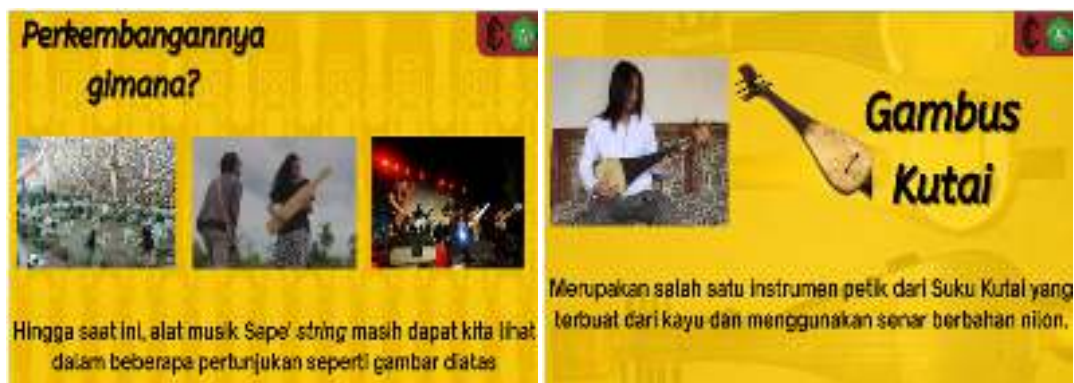 Perkembangannya
gimana?
Hingga saat ini, alat musik Sape' string masih dapat kita lihat
dalam beberapa pertunjukan seperti gambar diatas
Gambus
Kutai
Merupakan salah satu instrumen petik dari Suku Kutai yang
terbuat dari kayu dan menggunakan senar berbahan nilon.